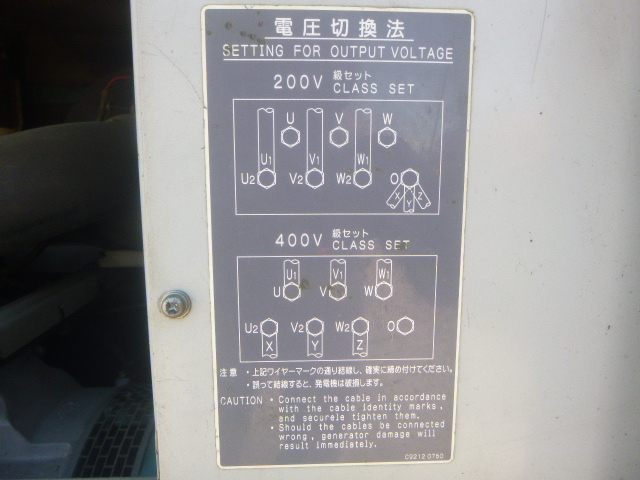 電圧切換法
SETTING FOR OUTPUT VOLTAGE
200V 級セット CLASS SET
U V W
U1 V1 W1
U2 V2 W2 O
X Y Z
400V 級セット CLASS SET
U1 V1 W1
U V W
U2 V2 W2 O
X Y Z
注意 ・上記ワイヤーマークの通り結線し、確実に締め付けてください。
・誤って結線すると、発電機は破損します。
CAUTION ・Connect the cable in accordance
with the cable identity marks,
and securele tighten them.
・Should the cables be connected
wrong, generator damage will
result immediately.
C9212 0760